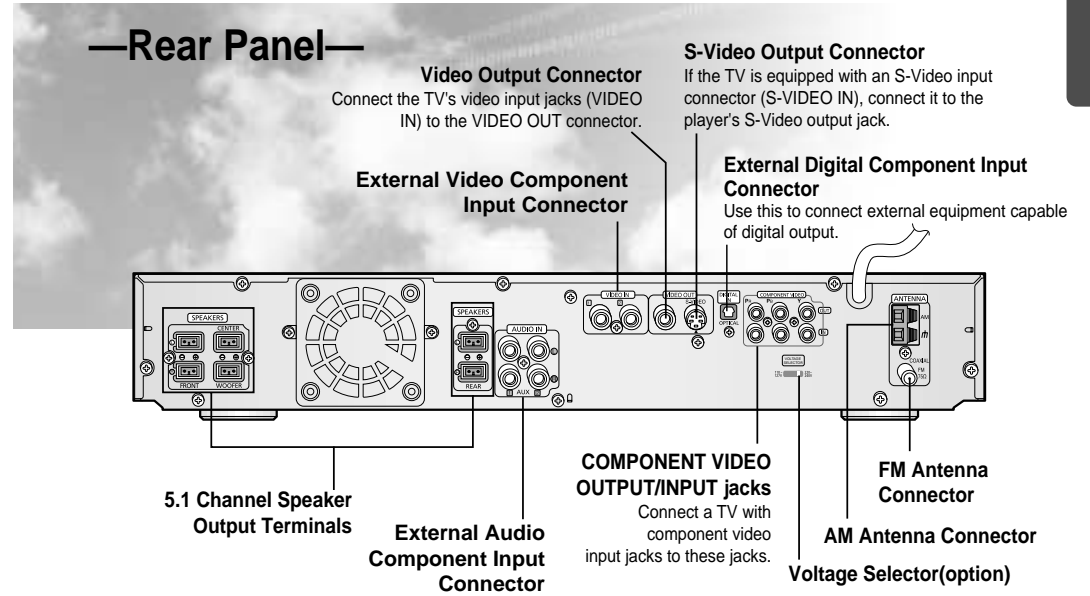 —Rear Panel—
Video Output Connector
Connect the TV's video input jacks (VIDEO
IN) to the VIDEO OUT connector.
S-Video Output Connector
If the TV is equipped with an S-Video input
connector (S-VIDEO IN), connect it to the
player's S-Video output jack.
External Video Component
Input Connector
External Digital Component Input
Connector
Use this to connect external equipment capable
of digital output.
SPEAKERS
CENTER
FRONT
WOOFER
SPEAKERS
REAR
AUDIO IN
AUX
VIDEO IN
VIDEO OUT
S-VIDEO
DIGITAL
IN
OPTICAL
COMPONENT VIDEO
OUT
IN
VOLTAGE
SELECTOR
ANTENNA
AM
COAXIAL
FM
75Ω
5.1 Channel Speaker
Output Terminals
External Audio
Component Input
Connector
COMPONENT VIDEO
OUTPUT/INPUT jacks
Connect a TV with
component video
input jacks to these jacks.
FM Antenna
Connector
AM Antenna Connector
Voltage Selector(option)